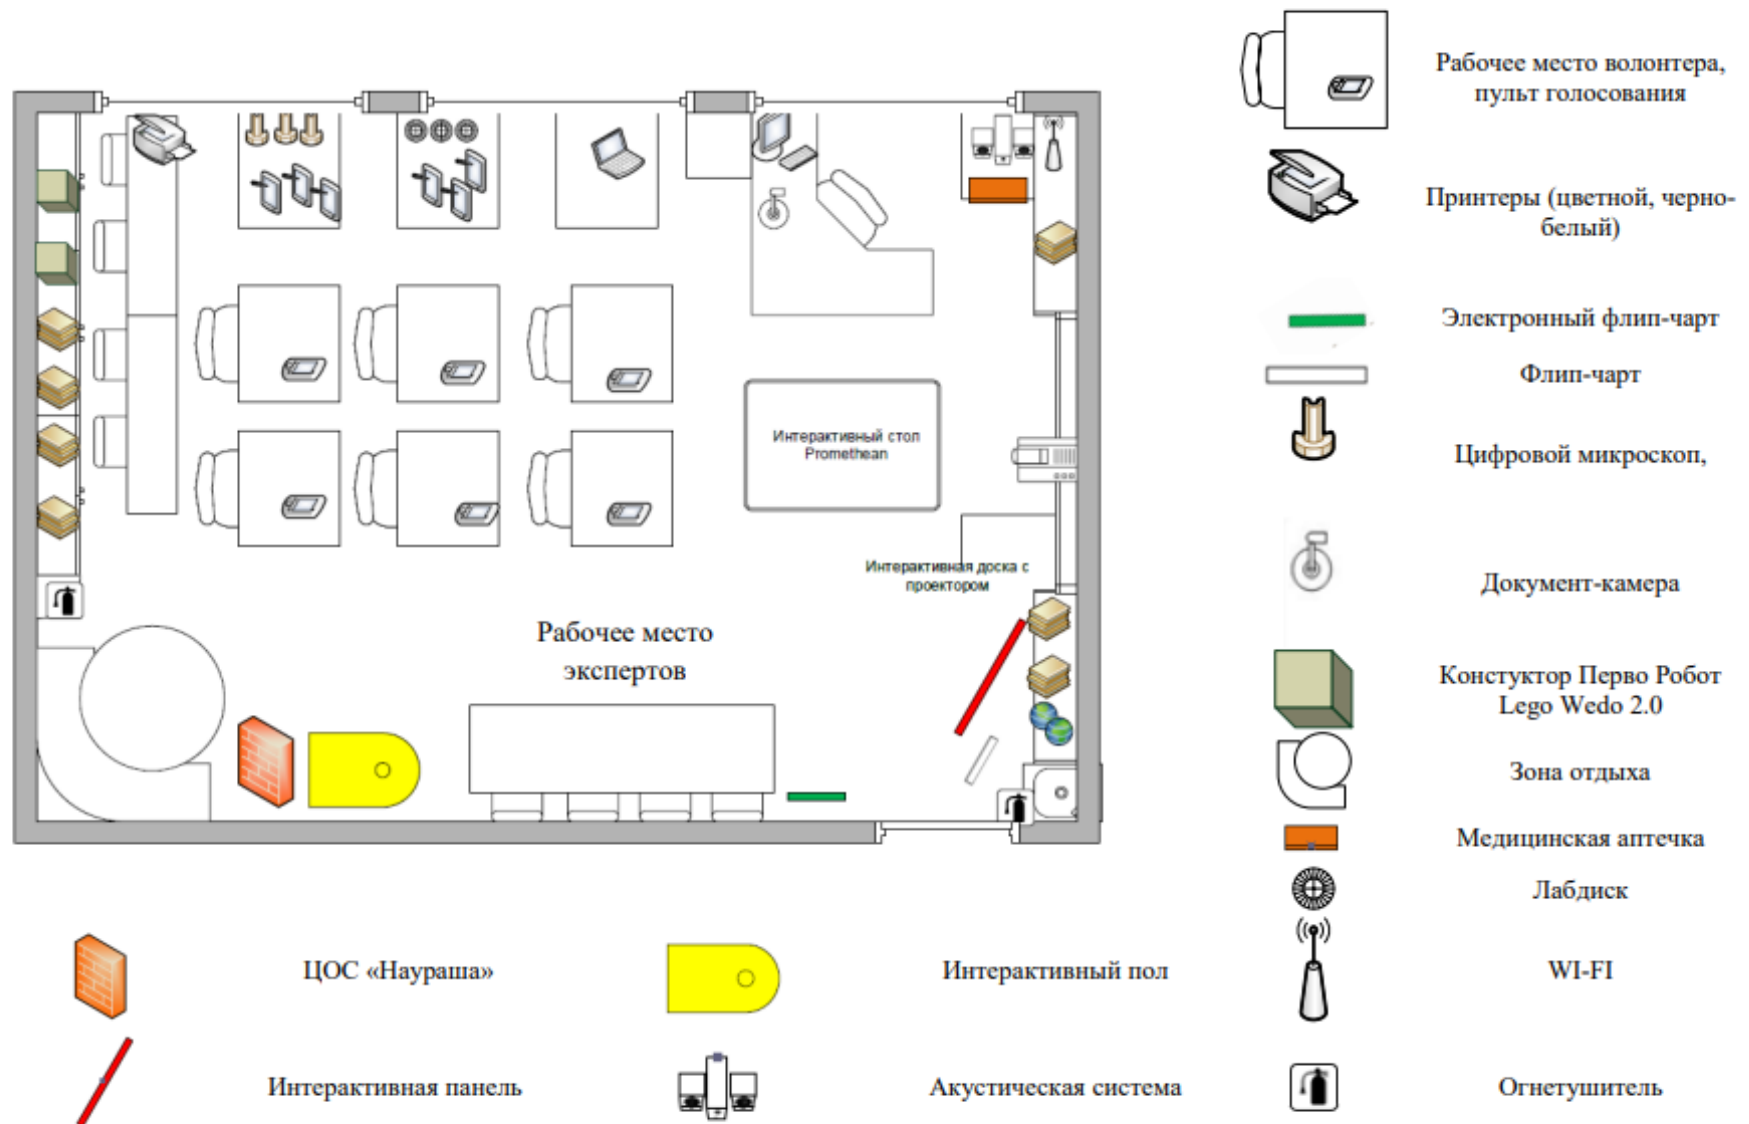 Рабочее место волонтера,
пульт голосования
Принтеры (цветной, черно-
белый)
Электронный флип-чарт
Флип-чарт
Интерактивный стол
Promethean
Цифровой микроскоп,
Интерактивная доска с
проектором
Документ-камера
Рабочее место
экспертов
Констуктор Перво Робот
Lego Wedo 2.0
Зона отдыха
Медицинская аптечка
Лабдиск
ЦОС «Наураша»
Интерактивный пол
WI-FI
Интерактивная панель
Акустическая система
Огнетушитель